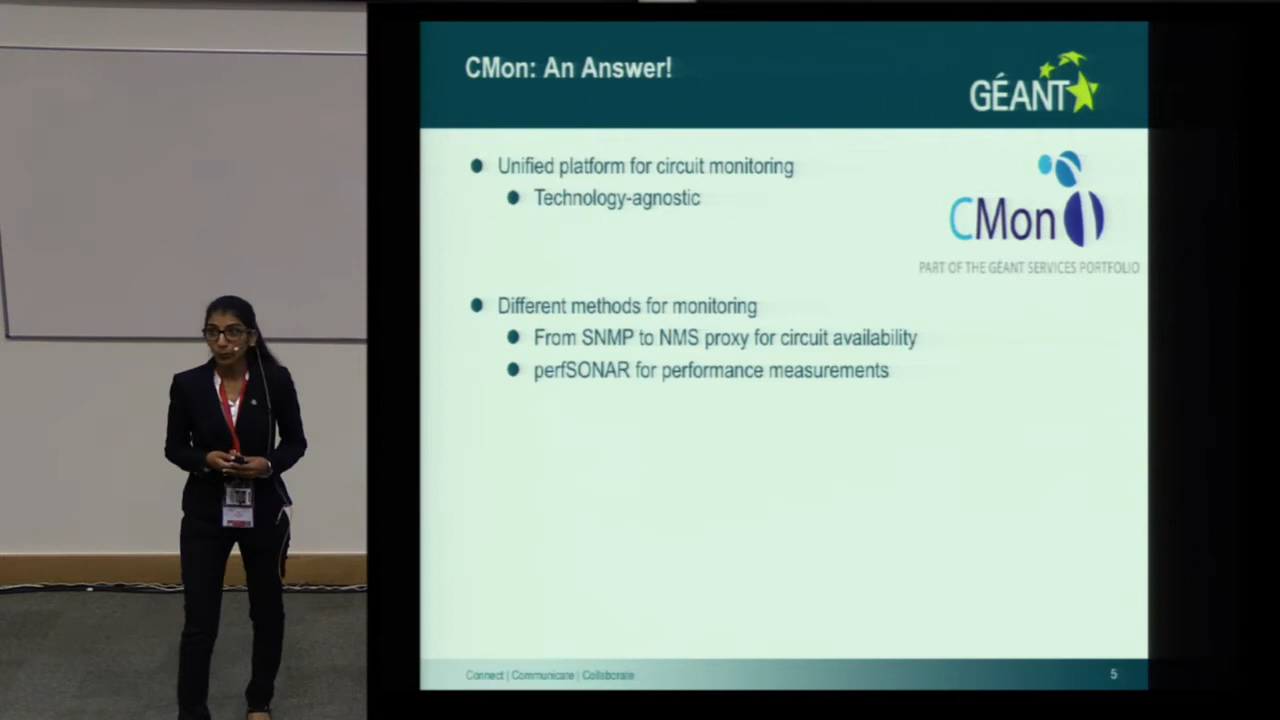 CMon: An Answer!
GÉANT
Unified platform for circuit monitoring
Technology-agnostic
CMon
PART OF THE GÉANT SERVICES PORTFOLIO
Different methods for monitoring
From SNMP to NMS proxy for circuit availability
perfSONAR for performance measurements
Connect | Communicate | Collaborate
5